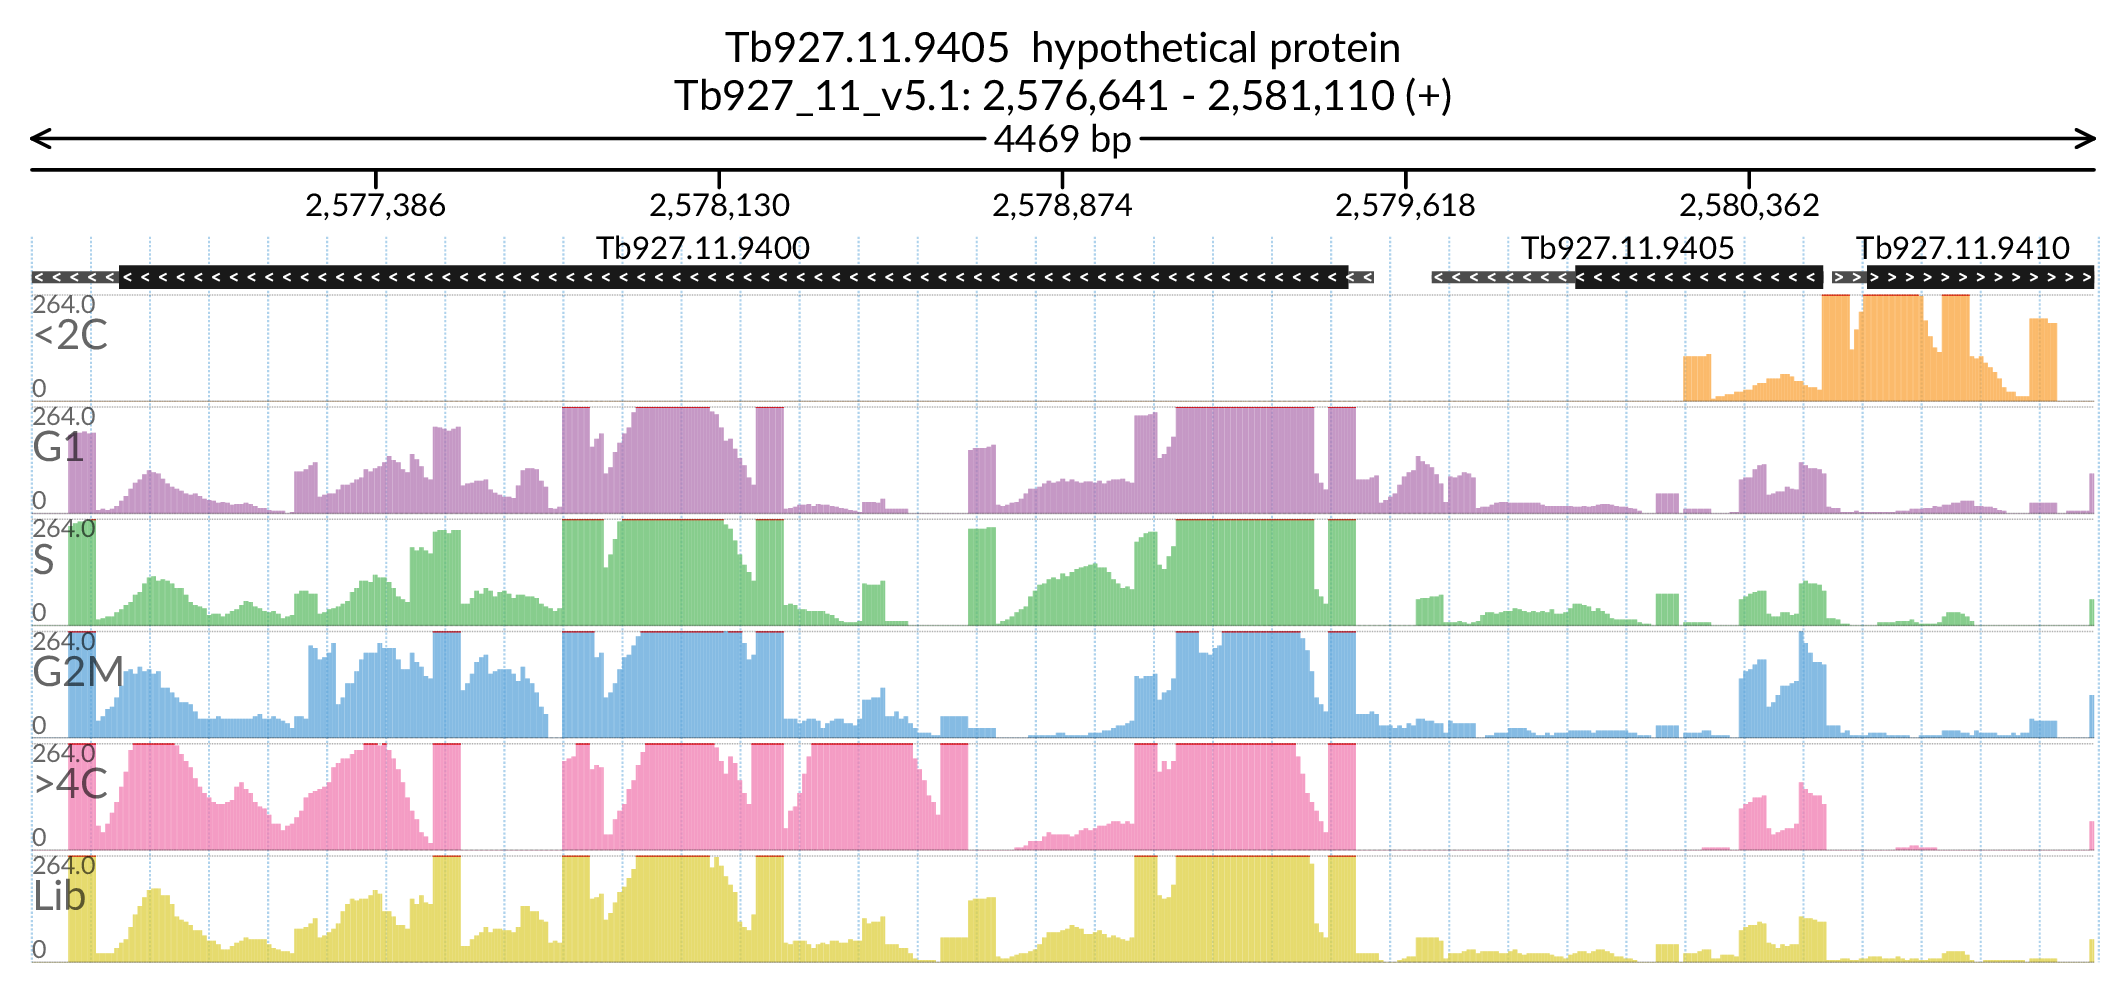 Tb927.11.9405  hypothetical protein
Tb927_11_v5.1: 2,576,641 - 2,581,110 (+)
4469 bp
2,577,386 2,578,130 2,578,874 2,579,618 2,580,362
Tb927.11.9400 Tb927.11.9405 Tb927.11.9410
264.0
<2C
0
264.0
G1
0
264.0
S
0
264.0
G2M
0
264.0
>4C
0
264.0
Lib
0